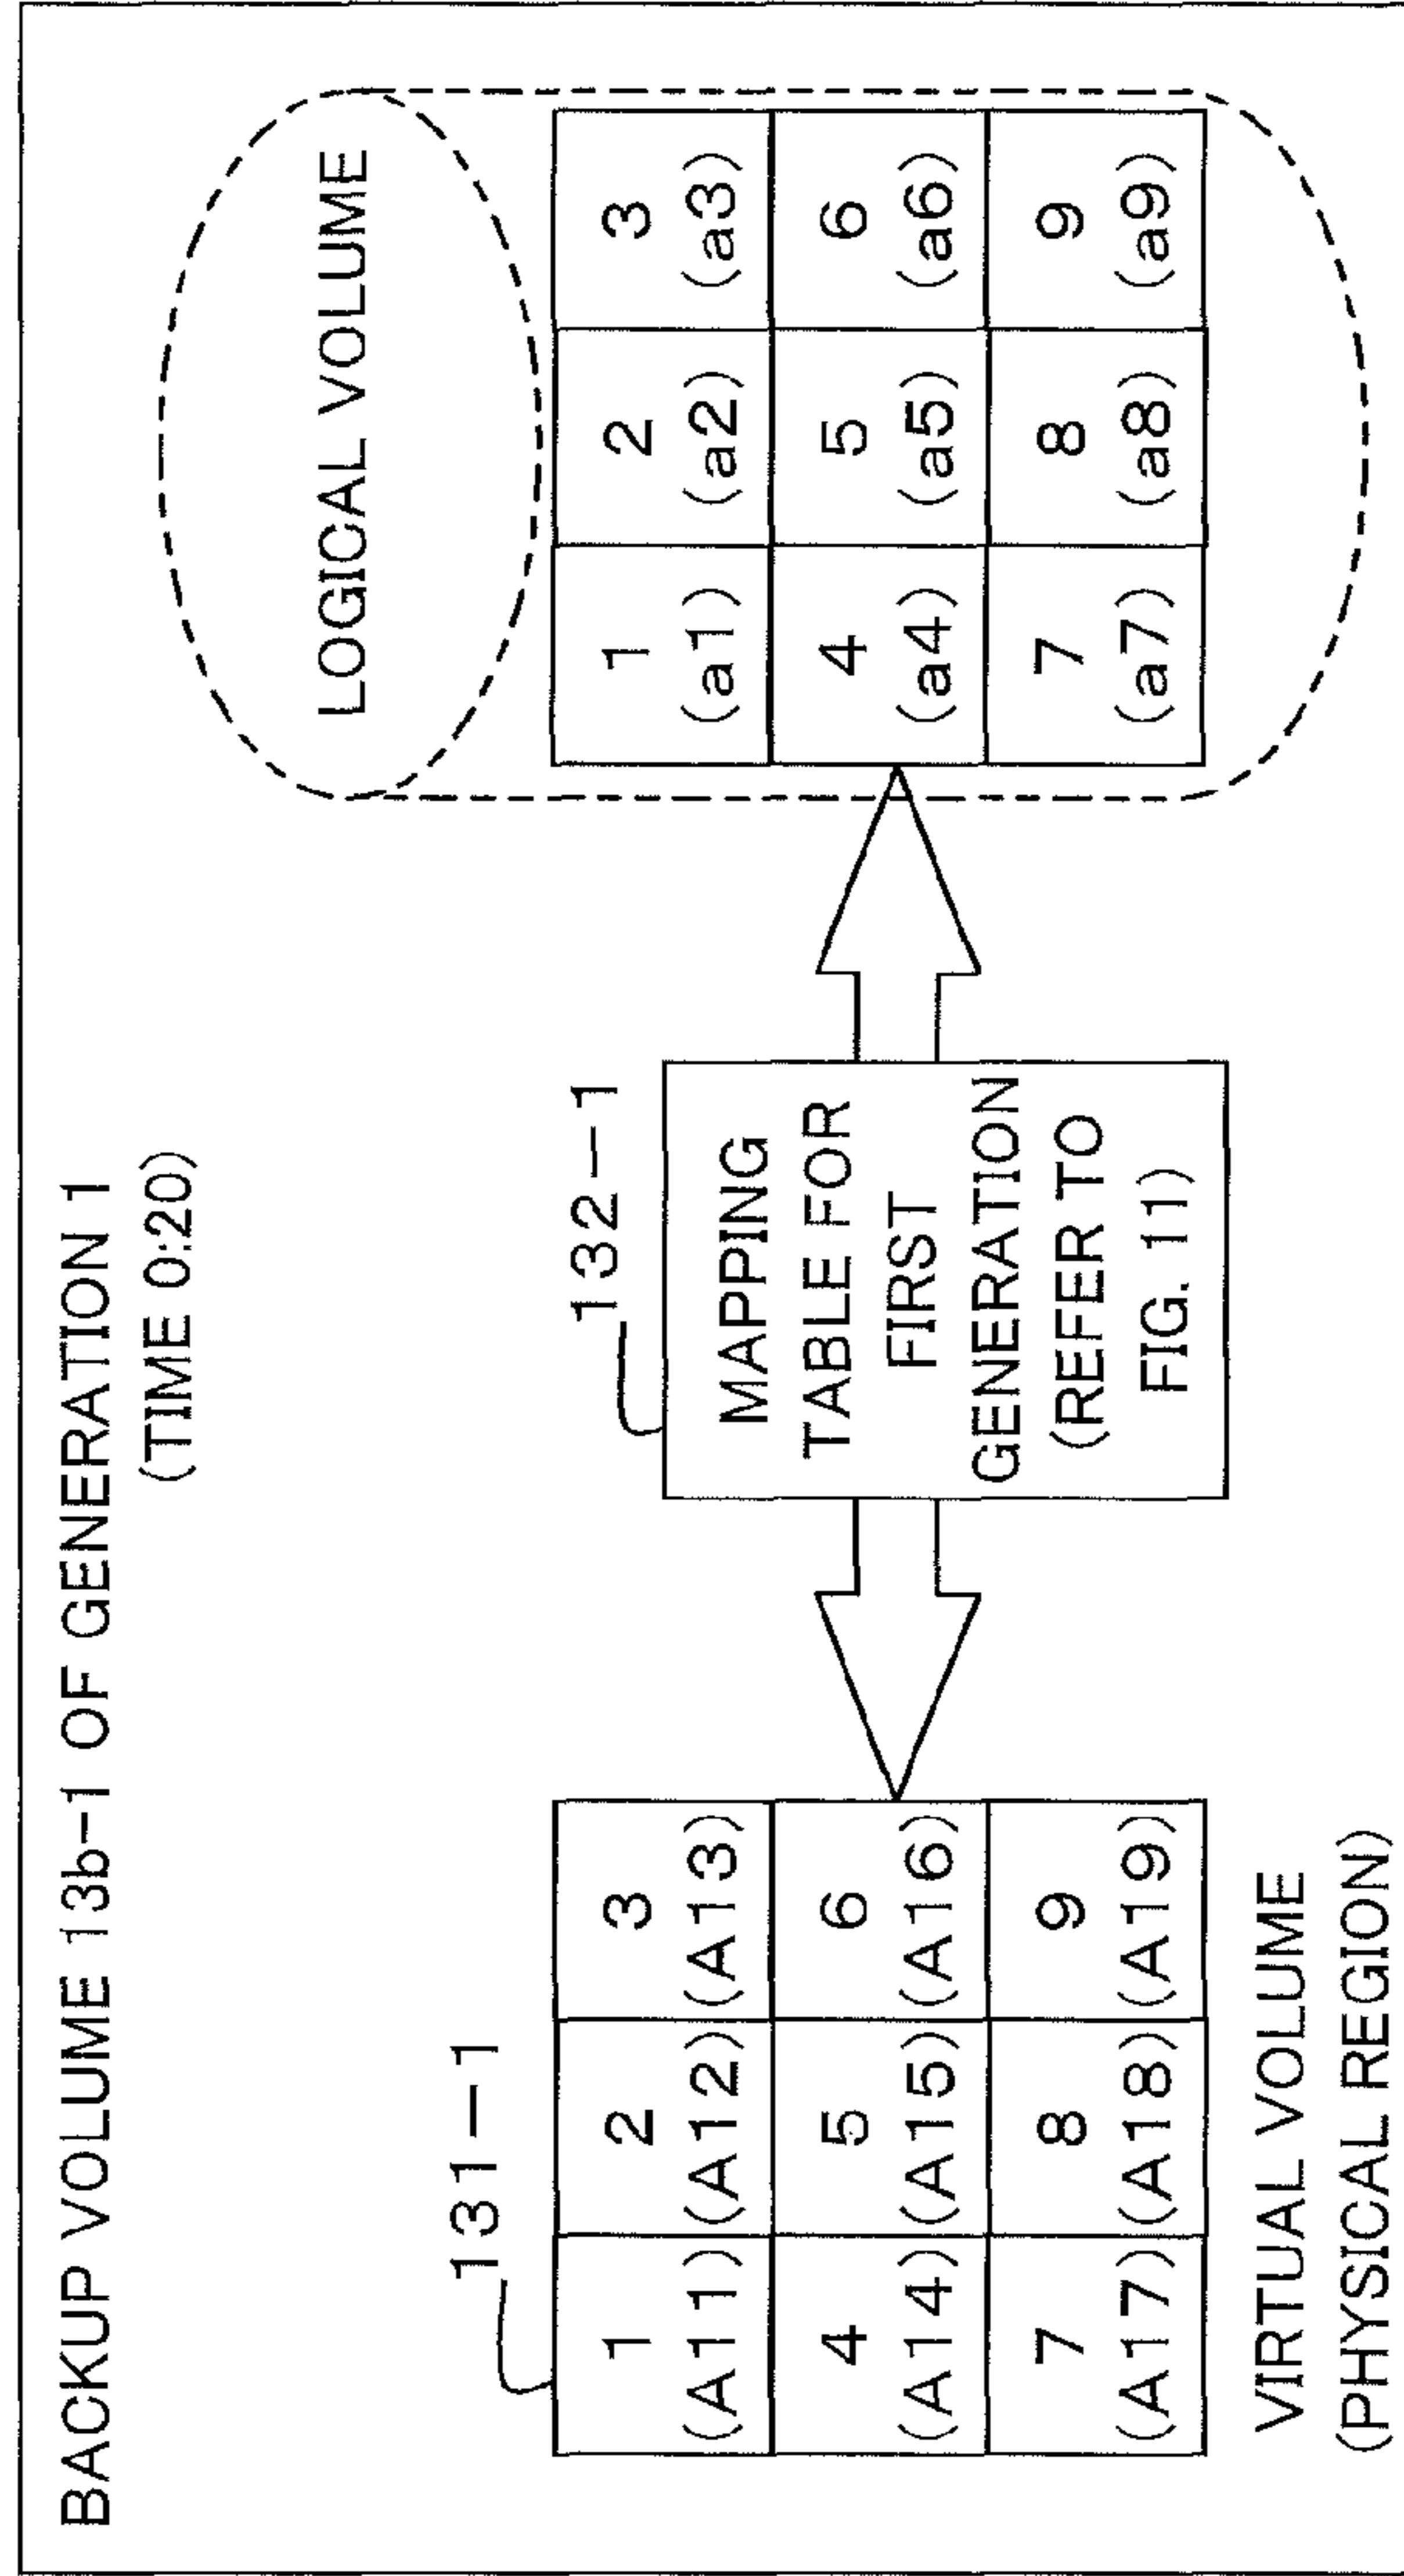 BACKUP VOLUME 13b-1 OF GENERATION 1
(TIME 0:20)
131-1
1 2 3
(A11) (A12) (A13)
4 5 6
(A14) (A15) (A16)
7 8 9
(A17) (A18) (A19)
VIRTUAL VOLUME
(PHYSICAL REGION)
132-1
MAPPING
TABLE FOR
FIRST
GENERATION
(REFER TO
FIG. 11)
LOGICAL VOLUME
1 2 3
(a1) (a2) (a3)
4 5 6
(a4) (a5) (a6)
7 8 9
(a7) (a8) (a9)